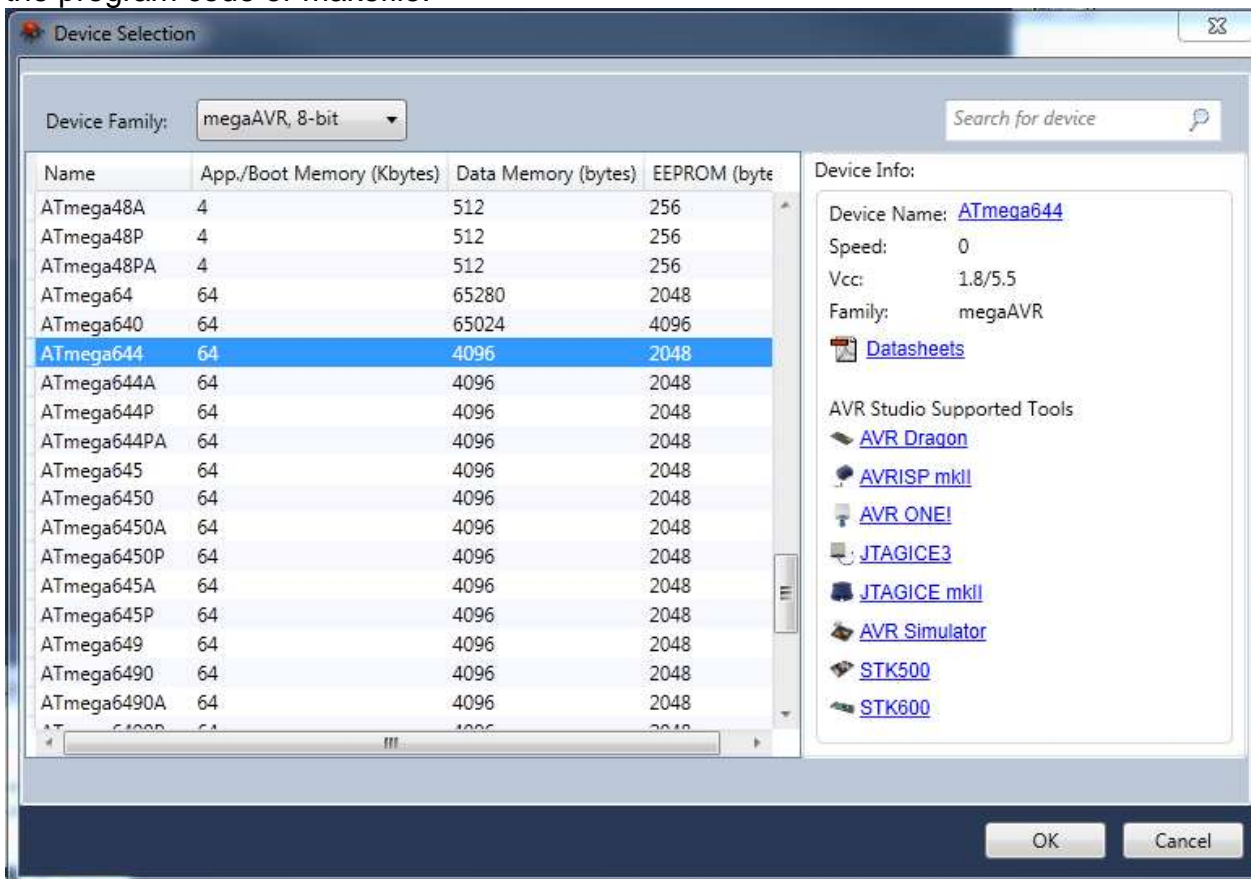 the program code or makefile.
Device Selection
Device Family: megaAVR, 8-bit Search for device
Name App./Boot Memory (Kbytes) Data Memory (bytes) EEPROM (byte
ATmega48A 4 512 256
ATmega48P 4 512 256
ATmega48PA 4 512 256
ATmega64 64 65280 2048
ATmega640 64 65024 4096
ATmega644 64 4096 2048
ATmega644A 64 4096 2048
ATmega644P 64 4096 2048
ATmega644PA 64 4096 2048
ATmega645 64 4096 2048
ATmega6450 64 4096 2048
ATmega6450A 64 4096 2048
ATmega6450P 64 4096 2048
ATmega645A 64 4096 2048
ATmega645P 64 4096 2048
ATmega649 64 4096 2048
ATmega6490 64 4096 2048
ATmega6490A 64 4096 2048
Device Info:
Device Name: ATmega644
Speed: 0
Vcc: 1.8/5.5
Family: megaAVR
Datasheets
AVR Studio Supported Tools
AVR Dragon
AVRISP mkII
AVR ONE!
JTAGICE3
JTAGICE mkII
AVR Simulator
STK500
STK600
OK Cancel